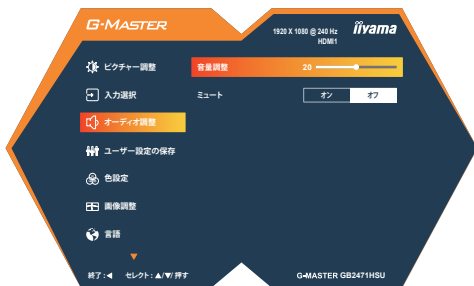 G-MASTER
1920 X 1080 @ 240 Hz
HDMI1
iiyama
ピクチャー調整
音量調整 20
入力選択
ミュート オン オフ
オーディオ調整
ユーザー設定の保存
色設定
画像調整
言語
終了:◀ セレクト:▲/▼/ 押す
G-MASTER GB2471HSU